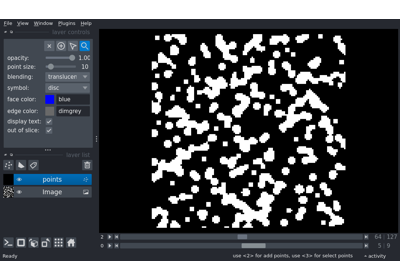 File View Window Plugins Help
layer controls
opacity: 1.00
point size: 10
blending: translucen
symbol: disc
face color: blue
edge color: dimgrey
display text:
out of slice:
layer list
points
Image
2 64 127
0 5 9
Ready use <2> for add points, use <3> for select points activity